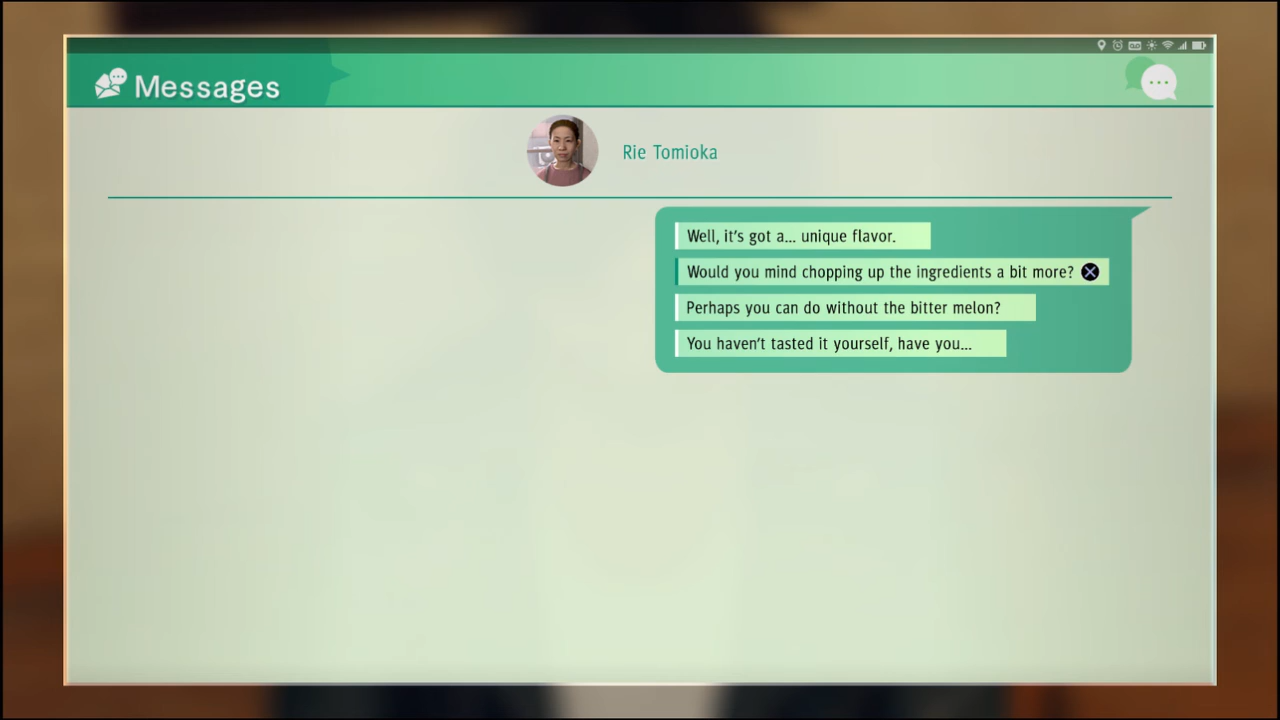 Messages
Rie Tomioka
Well, it's got a... unique flavor.
Would you mind chopping up the ingredients a bit more?
Perhaps you can do without the bitter melon?
You haven't tasted it yourself, have you...